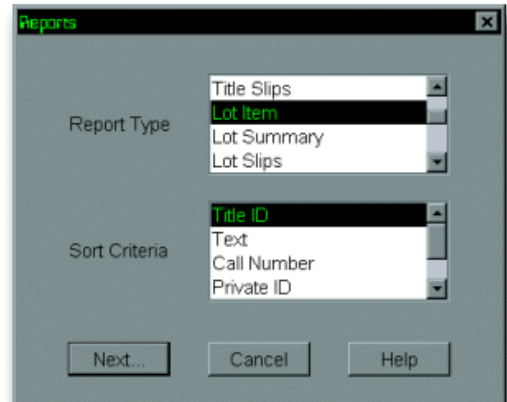 Reports
Report Type
Title Slips
Lot Item
Lot Summary
Lot Slips
Sort Criteria
Title ID
Text
Call Number
Private ID
Next...
Cancel
Help